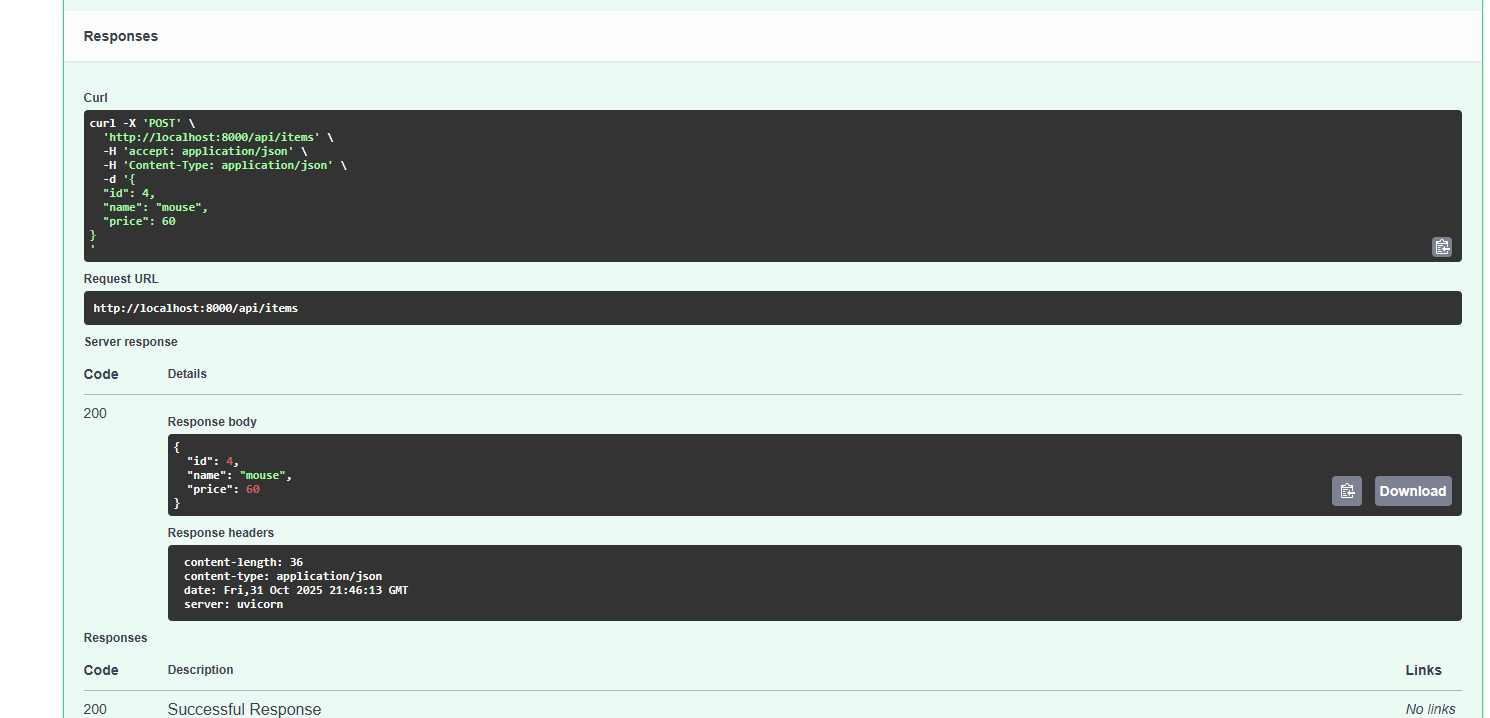 Responses
Curl
curl -X 'POST' \
  'http://localhost:8000/api/items' \
  -H 'accept: application/json' \
  -H 'Content-Type: application/json' \
  -d '{
  "id": 4,
  "name": "mouse",
  "price": 60
}
'
Request URL
http://localhost:8000/api/items
Server response
Code Details
200
Response body
{
  "id": 4,
  "name": "mouse",
  "price": 60
}
Download
Response headers
content-length: 36
content-type: application/json
date: Fri,31 Oct 2025 21:46:13 GMT
server: uvicorn
Responses
Code Description Links
200 Successful Response No links